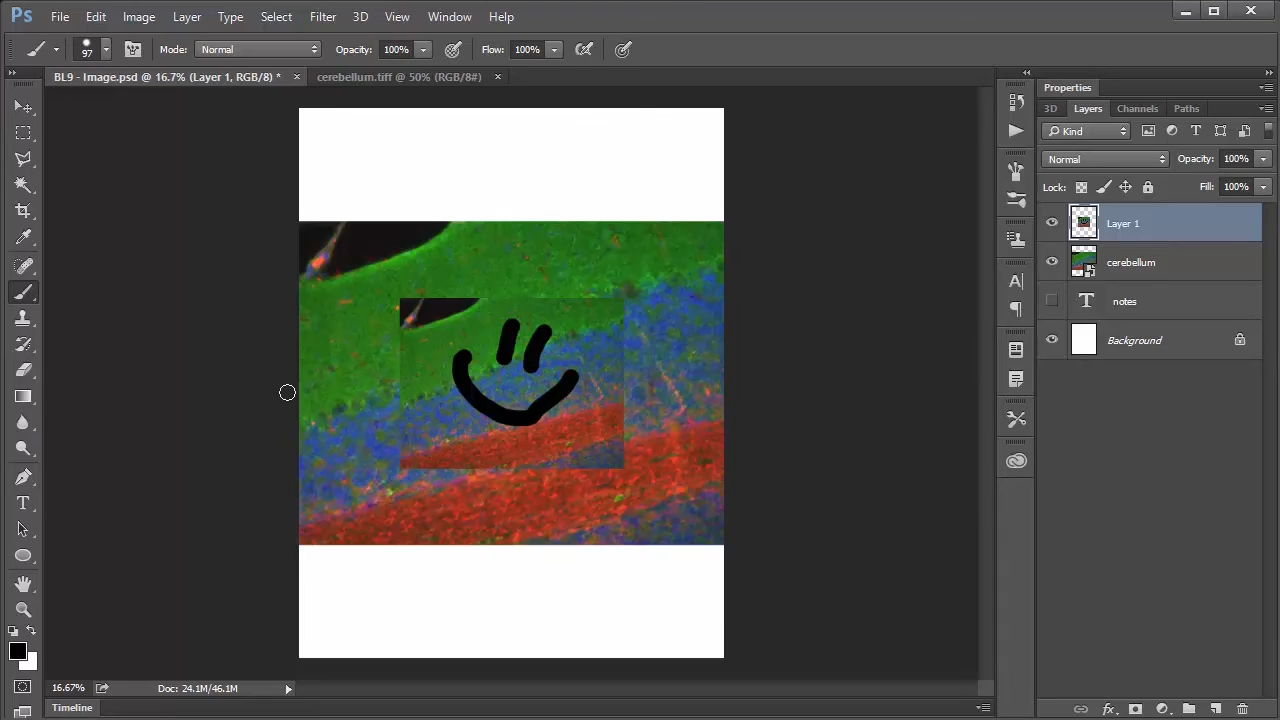 Ps File Edit Image Layer Type Select Filter 3D View Window Help
97 Mode: Normal Opacity: 100% Flow: 100%
BL9 - Image.psd @ 16.7% (Layer 1, RGB/8) * × cerebellum.tiff @ 50% (RGB/8#) ×
Properties
3D Layers Channels Paths
Kind
Normal Opacity: 100%
Lock: Fill: 100%
Layer 1
cerebellum
notes
Background
16.67% Doc: 24.1M/46.1M
Timeline